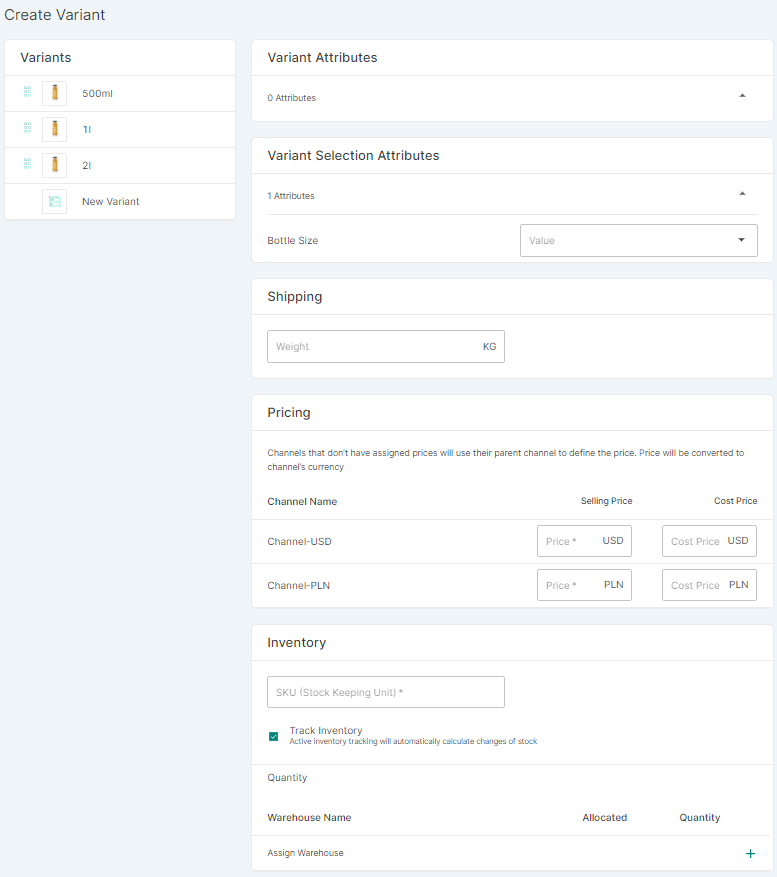 Create Variant
Variants
500ml
1l
2l
New Variant
Variant Attributes
0 Attributes
Variant Selection Attributes
1 Attributes
Bottle Size
Value
Shipping
Weight KG
Pricing
Channels that don't have assigned prices will use their parent channel to define the price. Price will be converted to
channel's currency
Channel Name Selling Price Cost Price
Channel-USD Price * USD Cost Price USD
Channel-PLN Price * PLN Cost Price PLN
Inventory
SKU (Stock Keeping Unit) *
Track Inventory
Active inventory tracking will automatically calculate changes of stock
Quantity
Warehouse Name Allocated Quantity
Assign Warehouse